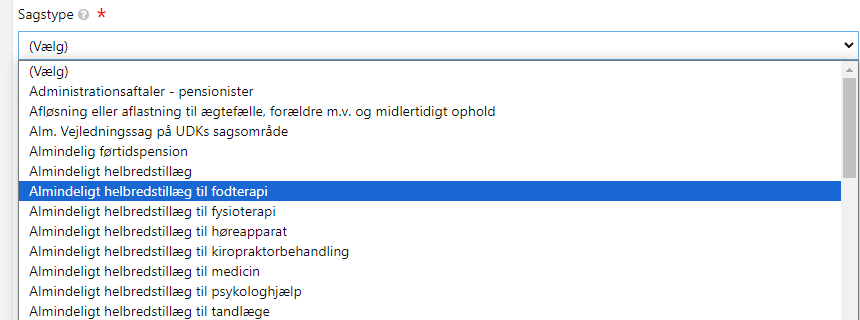 Sagstype ? *
(Vælg)
(Vælg)
Administrationsaftaler - pensionister
Afløsning eller aflastning til ægtefælle, forældre m.v. og midlertidigt ophold
Alm. Vejledningssag på UDKs sagsområde
Almindelig førtidspension
Almindeligt helbredstillæg
Almindeligt helbredstillæg til fodterapi
Almindeligt helbredstillæg til fysioterapi
Almindeligt helbredstillæg til høreapparat
Almindeligt helbredstillæg til kiropraktorbehandling
Almindeligt helbredstillæg til medicin
Almindeligt helbredstillæg til psykologhjælp
Almindeligt helbredstillæg til tandlæge